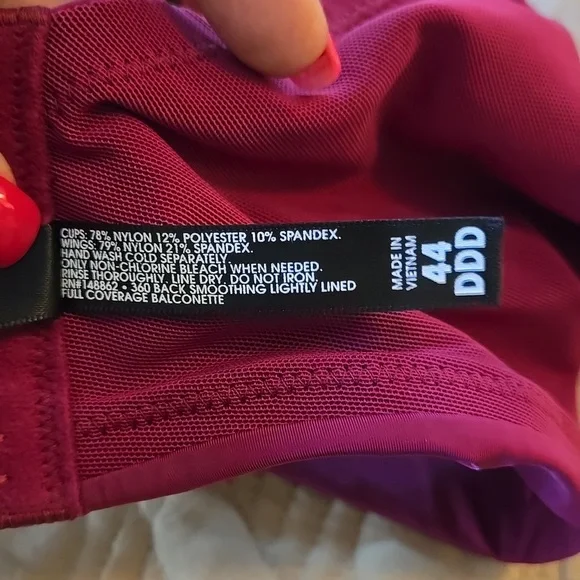 CUPS: 78% NYLON 12% POLYESTER 10% SPANDEX.
WINGS: 79% NYLON 21% SPANDEX.
HAND WASH COLD SEPARATELY
ONLY NON-CHLORINE BLEACH WHEN NEEDED.
RINSE THOROUGHLY LINE DRY. DO NOT IRON.
RN#148862 • 360 BACK SMOOTHING LIGHTLY LINED
FULL COVERAGE BALCONETTE
MADE IN
VIETNAM
44
DDD